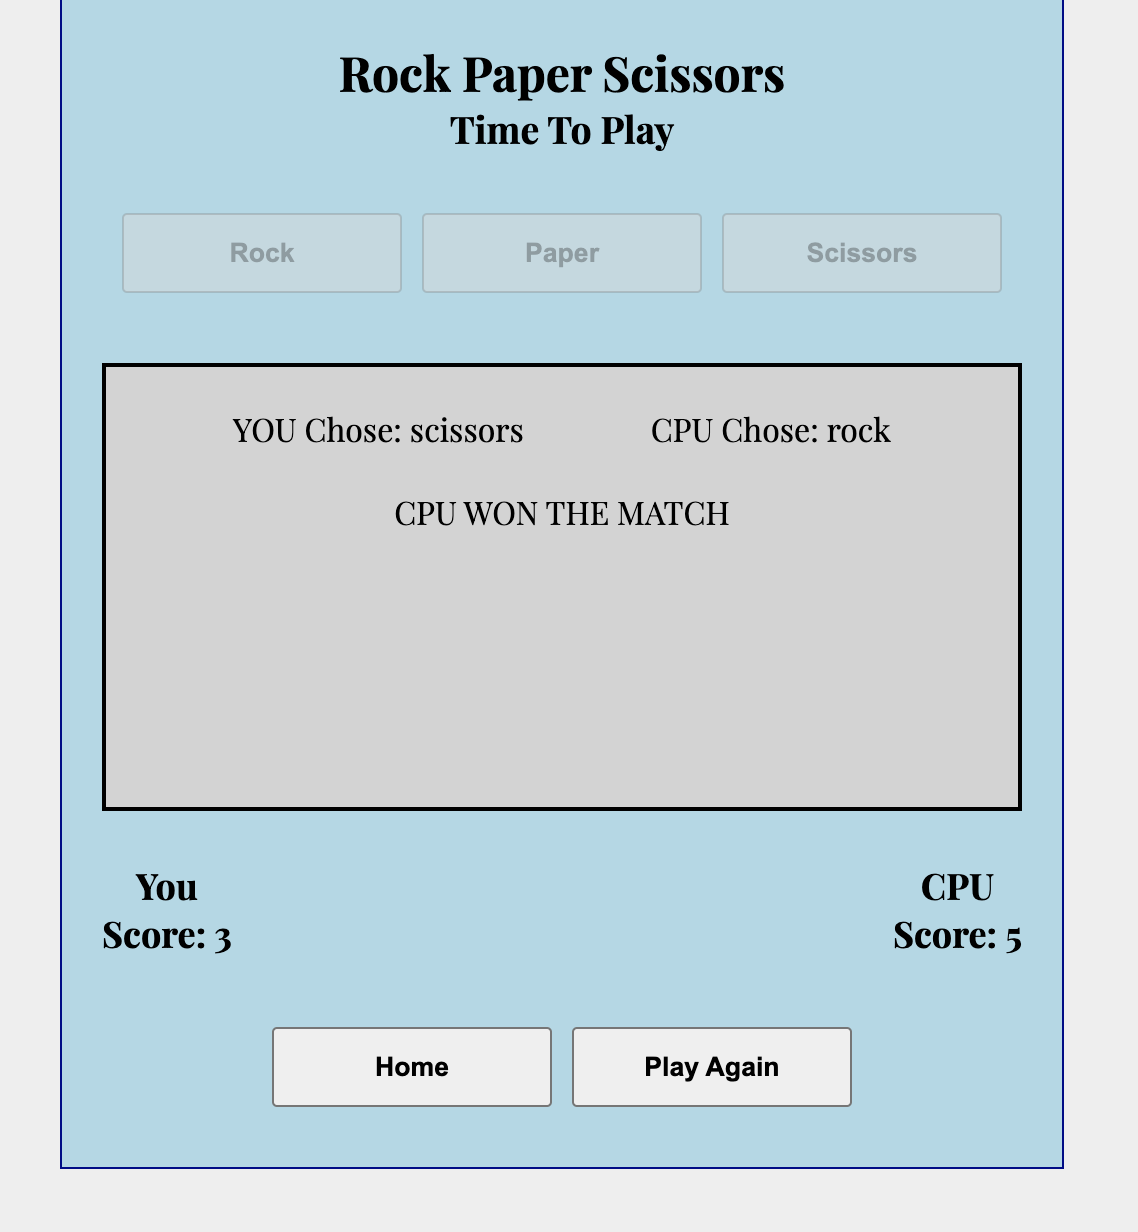 Rock Paper Scissors
Time To Play
Rock Paper Scissors
YOU Chose: scissors CPU Chose: rock
CPU WON THE MATCH
You CPU
Score: 3 Score: 5
Home Play Again